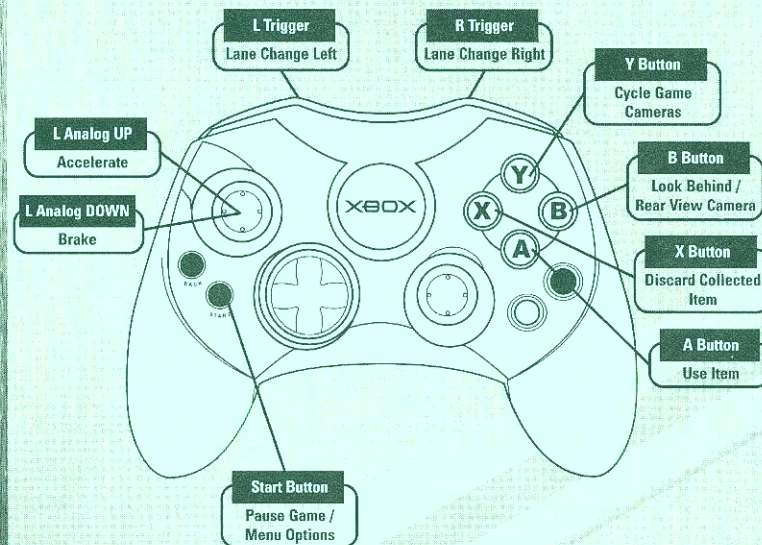 L Trigger
Lane Change Left
R Trigger
Lane Change Right
Y Button
Cycle Game
Cameras
L Analog UP
Accelerate
B Button
Look Behind /
Rear View Camera
L Analog DOWN
Brake
XBOX
Y
X
B
A
BACK
START
X Button
Discard Collected
Item
A Button
Use Item
Start Button
Pause Game /
Menu Options